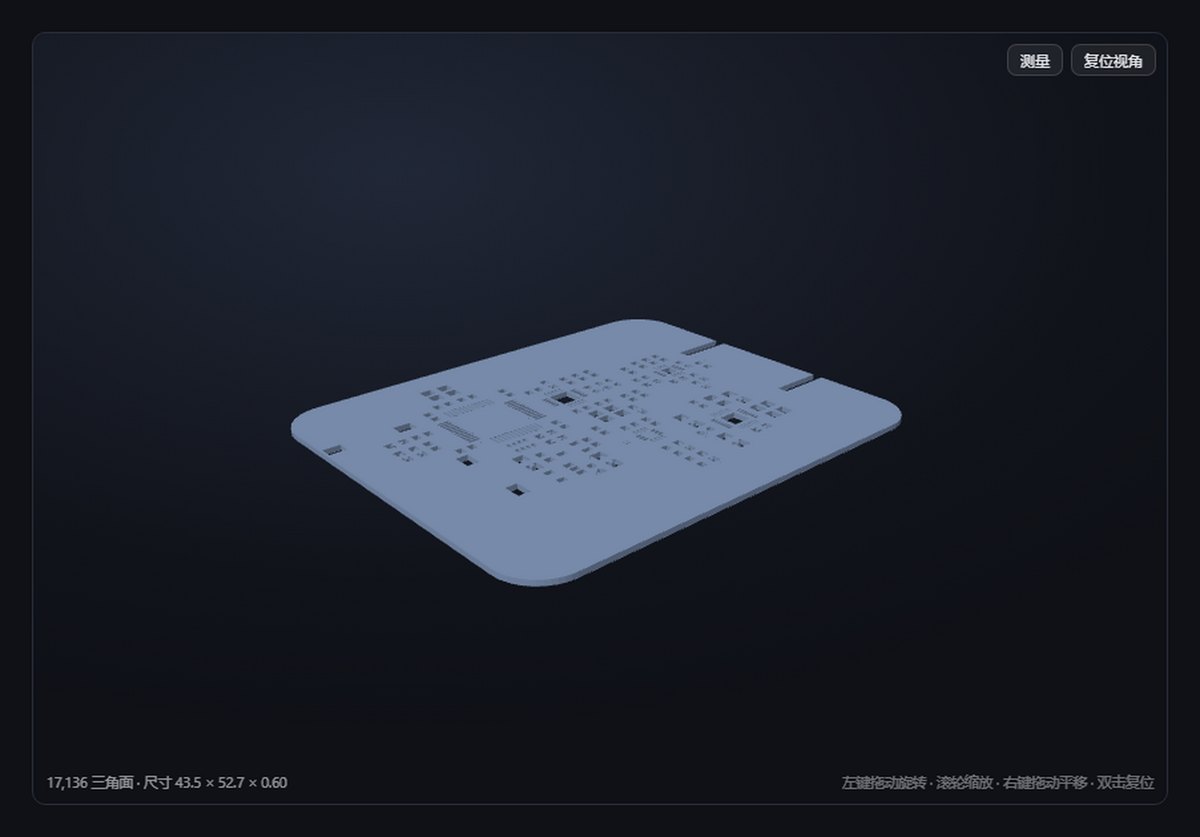 测量 复位视角
17,136 三角面 · 尺寸 43.5 × 52.7 × 0.60 左键拖动旋转 · 滚轮缩放 · 右键拖动平移 · 双击复位